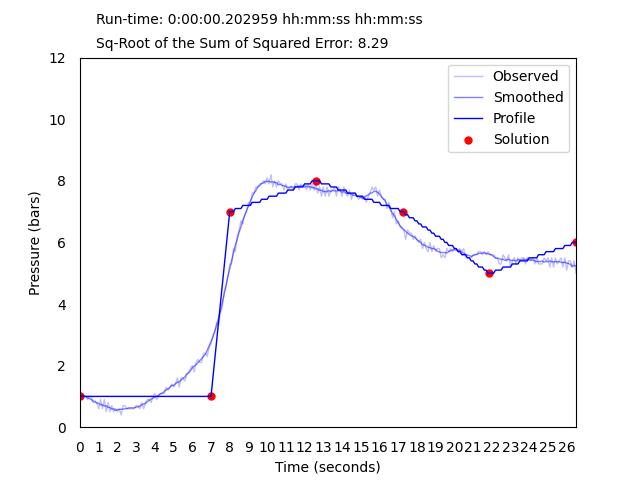 Run-time: 0:00:00.202959 hh:mm:ss hh:mm:ss
Sq-Root of the Sum of Squared Error: 8.29
12
10
8
6
4
2
0
Pressure (bars)
Observed
Smoothed
Profile
Solution
0 1 2 3 4 5 6 7 8 9 10 11 12 13 14 15 16 17 18 19 20 21 22 23 24 25 26
Time (seconds)